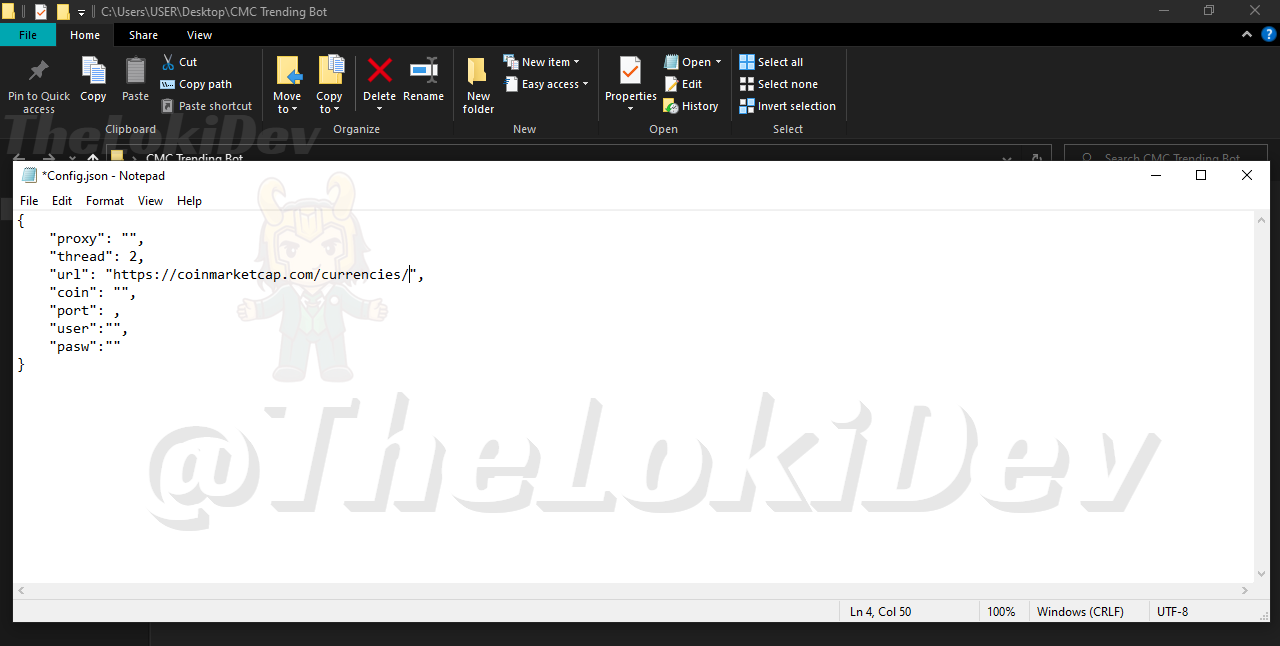 C:\Users\USER\Desktop\CMC Trending Bot
File Home Share View
Pin to Quick access
Copy
Paste
Cut
Copy path
Paste shortcut
Clipboard
Move to
Copy to
Delete
Rename
Organize
New folder
New item
Easy access
New
Properties
Open
Edit
History
Open
Select all
Select none
Invert selection
Select
TheLokiDev
CMC Trending Bot
Search CMC Trending Bot
*Config.json - Notepad
File Edit Format View Help
{
"proxy": "",
"thread": 2,
"url": "https://coinmarketcap.com/currencies/",
"coin": "",
"port": ,
"user":"",
"pasw":""
}
@TheLokiDev
Ln 4, Col 50 100% Windows (CRLF) UTF-8